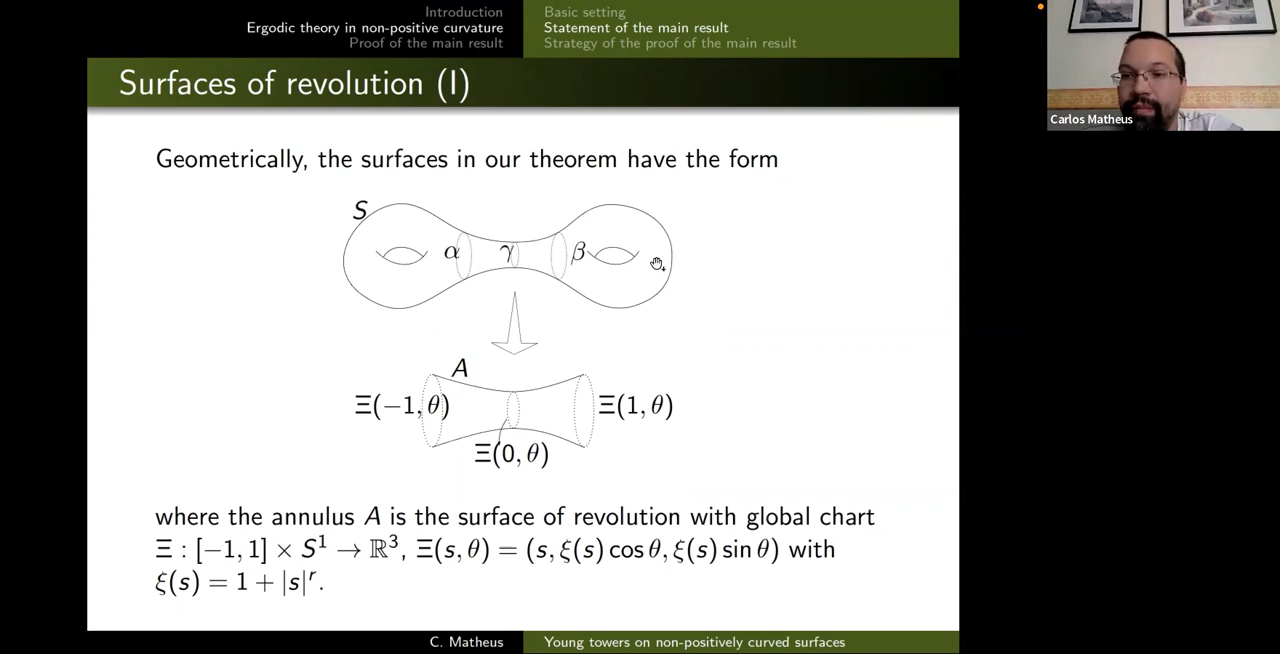 Introduction
Ergodic theory in non-positive curvature
Proof of the main result
Basic setting
Statement of the main result
Strategy of the proof of the main result
Surfaces of revolution (I)
Carlos Matheus
Geometrically, the surfaces in our theorem have the form
S
α γ β
A
Ξ(−1, θ) Ξ(1, θ)
Ξ(0, θ)
where the annulus A is the surface of revolution with global chart
Ξ : [−1, 1] × S¹ → ℝ³, Ξ(s, θ) = (s, ξ(s) cos θ, ξ(s) sin θ) with
ξ(s) = 1 + |s|ʳ.
C. Matheus
Young towers on non-positively curved surfaces